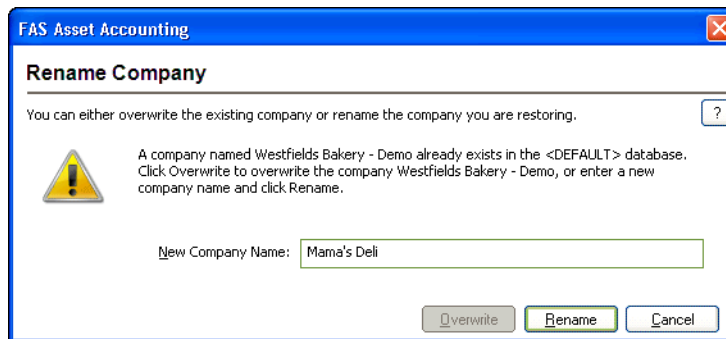 FAS Asset Accounting
Rename Company
You can either overwrite the existing company or rename the company you are restoring.
?
A company named Westfields Bakery - Demo already exists in the <DEFAULT> database.
Click Overwrite to overwrite the company Westfields Bakery - Demo, or enter a new
company name and click Rename.
New Company Name: Mama's Deli
Overwrite Rename Cancel